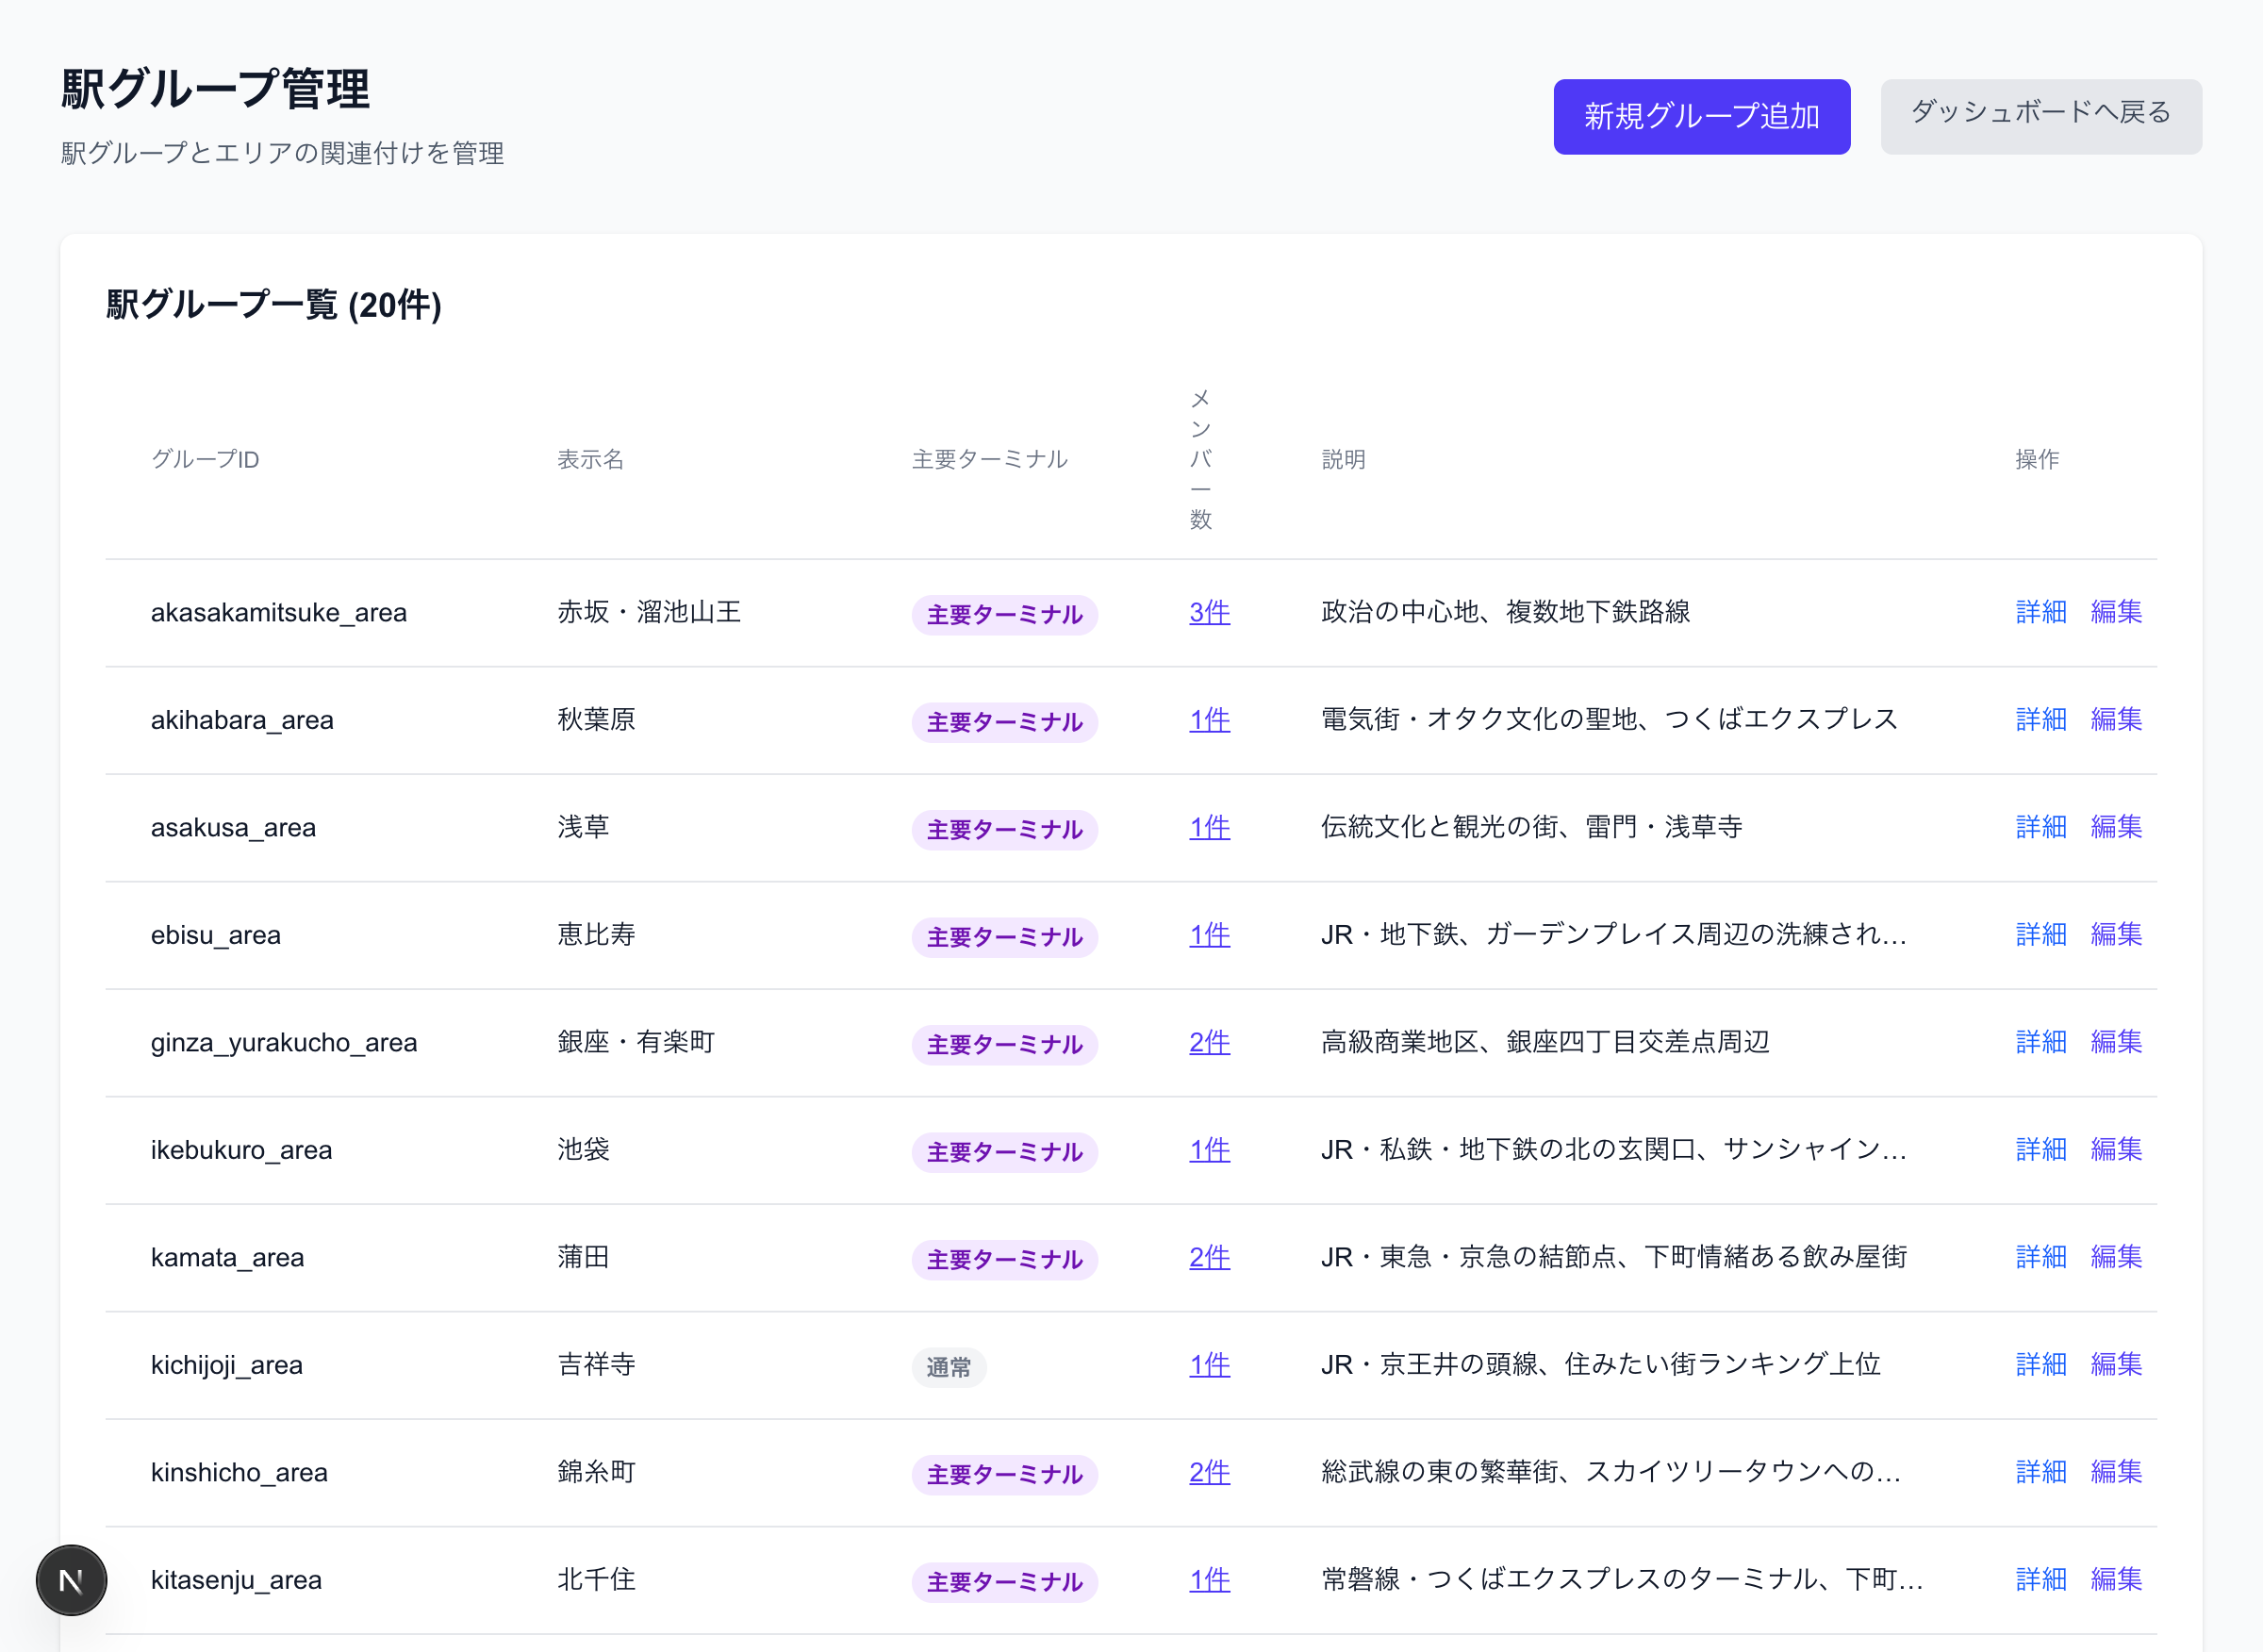 駅グループ管理
駅グループとエリアの関連付けを管理
新規グループ追加
ダッシュボードへ戻る
駅グループ一覧 (20件)
グループID 表示名 主要ターミナル メンバー数 説明 操作
akasakamitsuke_area 赤坂・溜池山王 主要ターミナル 3件 政治の中心地、複数地下鉄路線 詳細 編集
akihabara_area 秋葉原 主要ターミナル 1件 電気街・オタク文化の聖地、つくばエクスプレス 詳細 編集
asakusa_area 浅草 主要ターミナル 1件 伝統文化と観光の街、雷門・浅草寺 詳細 編集
ebisu_area 恵比寿 主要ターミナル 1件 JR・地下鉄、ガーデンプレイス周辺の洗練され… 詳細 編集
ginza_yurakucho_area 銀座・有楽町 主要ターミナル 2件 高級商業地区、銀座四丁目交差点周辺 詳細 編集
ikebukuro_area 池袋 主要ターミナル 1件 JR・私鉄・地下鉄の北の玄関口、サンシャイン… 詳細 編集
kamata_area 蒲田 主要ターミナル 2件 JR・東急・京急の結節点、下町情緒ある飲み屋街 詳細 編集
kichijoji_area 吉祥寺 通常 1件 JR・京王井の頭線、住みたい街ランキング上位 詳細 編集
kinshicho_area 錦糸町 主要ターミナル 2件 総武線の東の繁華街、スカイツリータウンへの… 詳細 編集
kitasenju_area 北千住 主要ターミナル 1件 常磐線・つくばエクスプレスのターミナル、下町… 詳細 編集
N